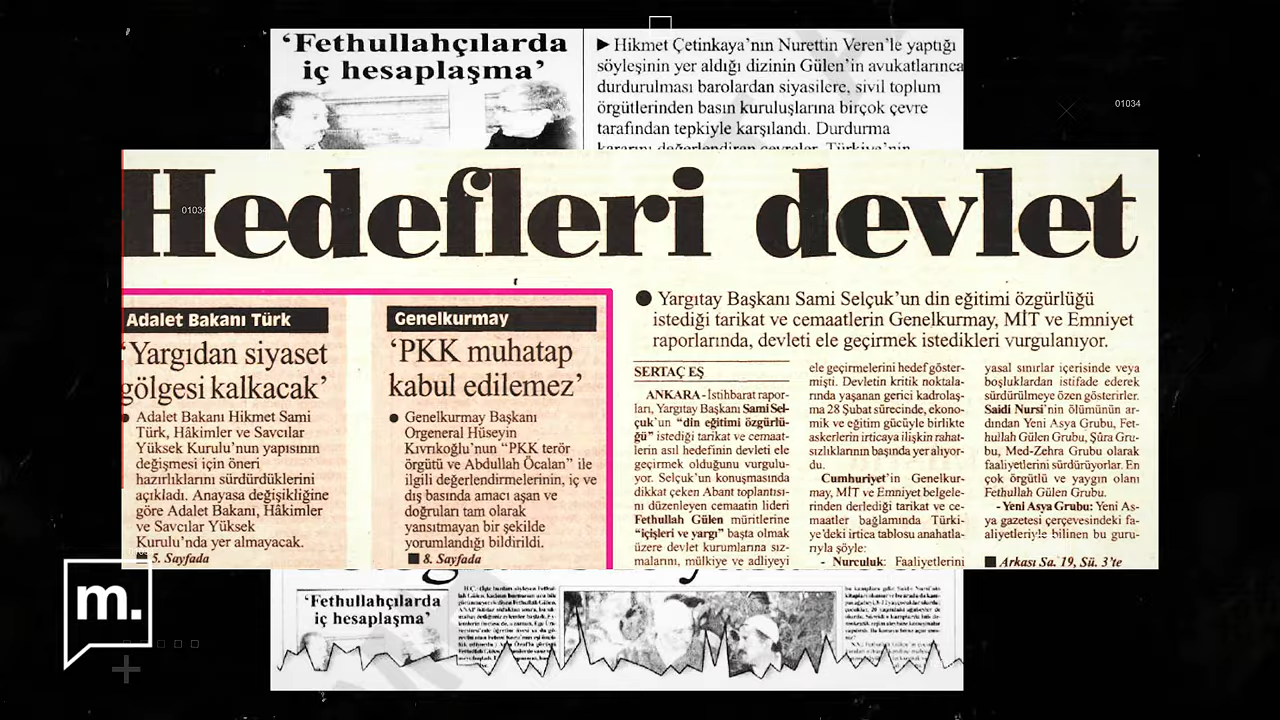 ‘Fethullahçılarda
iç hesaplaşma’
▶ Hikmet Çetinkaya’nın Nurettin Veren’le yaptığı
söyleşinin yer aldığı dizinin Gülen’in avukatlarınca
durdurulması barolardan siyasilere, sivil toplum
örgütlerinden basın kuruluşlarına birçok çevre
tarafından tepkiyle karşılandı. Durdurma
kararını değerlendiren çevreler, Türkiye’nin
01034
01034
Hedefleri devlet
Adalet Bakanı Türk
‘Yargıdan siyaset
gölgesi kalkacak’
● Adalet Bakanı Hikmet Sami
Türk, Hâkimler ve Savcılar
Yüksek Kurulu’nun yapısının
değişmesi için öneri
hazırlıklarını sürdürdüklerini
açıkladı. Anayasa değişikliğine
göre Adalet Bakanı, Hâkimler
ve Savcılar Yüksek
Kurulu’nda yer almayacak.
■ 5. Sayfada
Genelkurmay
‘PKK muhatap
kabul edilemez’
● Genelkurmay Başkanı
Orgeneral Hüseyin
Kıvrıkoğlu’nun “PKK terör
örgütü ve Abdullah Öcalan” ile
ilgili değerlendirmelerinin, iç ve
dış basında amacı aşan ve
doğruları tam olarak
yansıtmayan bir şekilde
yorumlandığı bildirildi.
■ 8. Sayfada
● Yargıtay Başkanı Sami Selçuk’un din eğitimi özgürlüğü
istediği tarikat ve cemaatlerin Genelkurmay, MİT ve Emniyet
raporlarında, devleti ele geçirmek istedikleri vurgulanıyor.
SERTAÇ EŞ
ANKARA - İstihbarat rapor-
ları, Yargıtay Başkanı Sami Sel-
çuk’un “din eğitimi özgürlü-
ğü” istediği tarikat ve cemaat-
lerin asıl hedefinin devleti ele
geçirmek olduğunu vurgulu-
yor. Selçuk’un konuşmasında
dikkat çeken Abant toplantısı-
nı düzenleyen cemaatin lideri
Fethullah Gülen müritlerine
“içişleri ve yargı” başta olmak
üzere devlet kurumlarına sız-
malarını, mülkiye ve adliyeyi
ele geçirmelerini hedef göster-
mişti. Devletin kritik noktala-
rında yaşanan gerici kadrolaş-
ma 28 Şubat sürecinde, ekono-
mik ve eğitim gücüyle birlikte
askerlerin irticaya ilişkin rahat-
sızlıklarının başında yer alıyor-
du.
Cumhuriyet’in Genelkur-
may, MİT ve Emniyet belgele-
rinden derlediği tarikat ve ce-
maatler bağlamında Türki-
ye’deki irtica tablosu anahatla-
rıyla şöyle:
- Nurculuk: Faaliyetlerini
yasal sınırlar içerisinde veya
boşluklardan istifade ederek
sürdürülmeye özen gösterirler.
Saidi Nursi’nin ölümünün ar-
dından Yeni Asya Grubu, Fet-
hullah Gülen Grubu, Şûra Gru-
bu, Med-Zehra Grubu olarak
faaliyetlerini sürdürüyorlar. En
çok örgütlü ve yaygın olanı
Fethullah Gülen Grubu.
- Yeni Asya Grubu: Yeni As-
ya gazetesi çerçevesindeki fa-
aliyetleriyle bilinen bu guru-
■ Arkası Sa. 19, Sü. 3’te
‘Fethullahçılarda
iç hesaplaşma’
m.